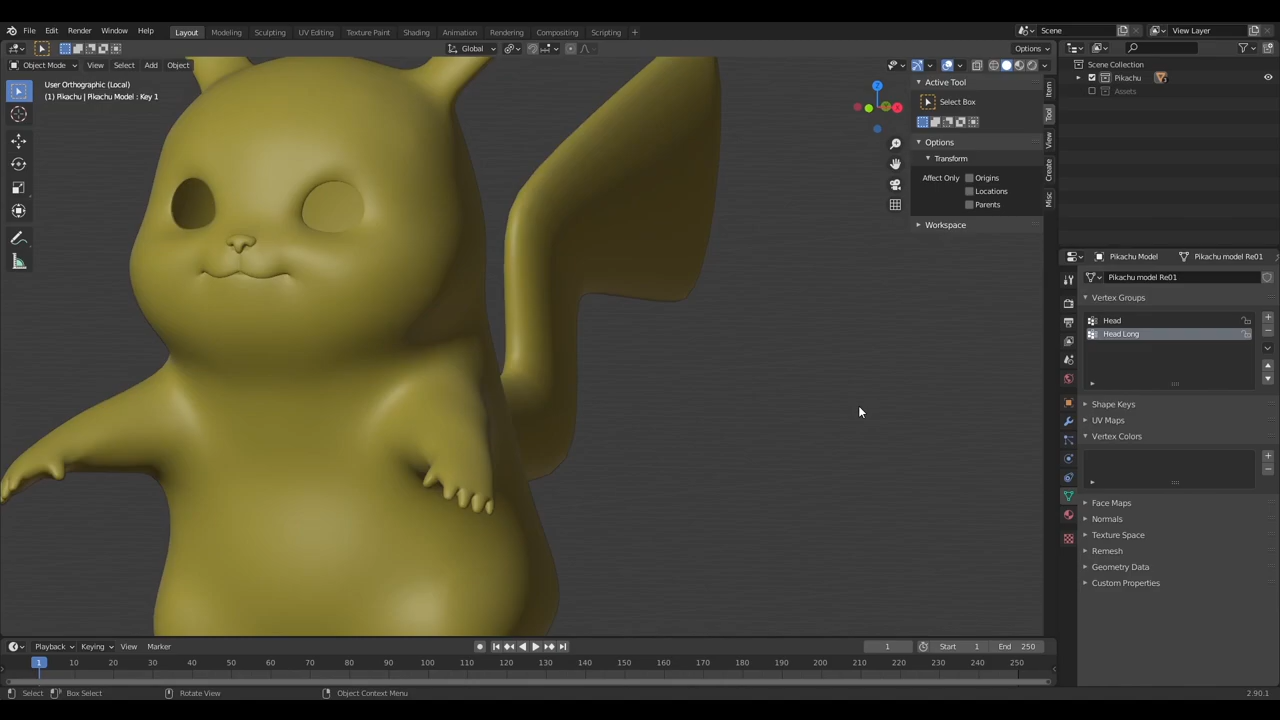 File Edit Render Window Help Layout Modeling Sculpting UV Editing Texture Paint Shading Animation Rendering Compositing Scripting + Scene View Layer
Global Options
Object Mode View Select Add Object
User Orthographic (Local)
(1) Pikachu | Pikachu Model : Key 1
Active Tool
Select Box
Options
Transform
Affect Only Origins
Locations
Parents
Workspace
Item
Tool
View
Create
Misc
Z
Scene Collection
Pikachu
Assets
Pikachu Model Pikachu model Re01
Pikachu model Re01
Vertex Groups
Head
Head Long
Shape Keys
UV Maps
Vertex Colors
Face Maps
Normals
Texture Space
Remesh
Geometry Data
Custom Properties
Playback Keying View Marker 1 Start 1 End 250
1 10 20 30 40 50 60 70 80 90 100 110 120 130 140 150 160 170 180 190 200 210 220 230 240 250
Select Box Select Rotate View Object Context Menu 2.90.1